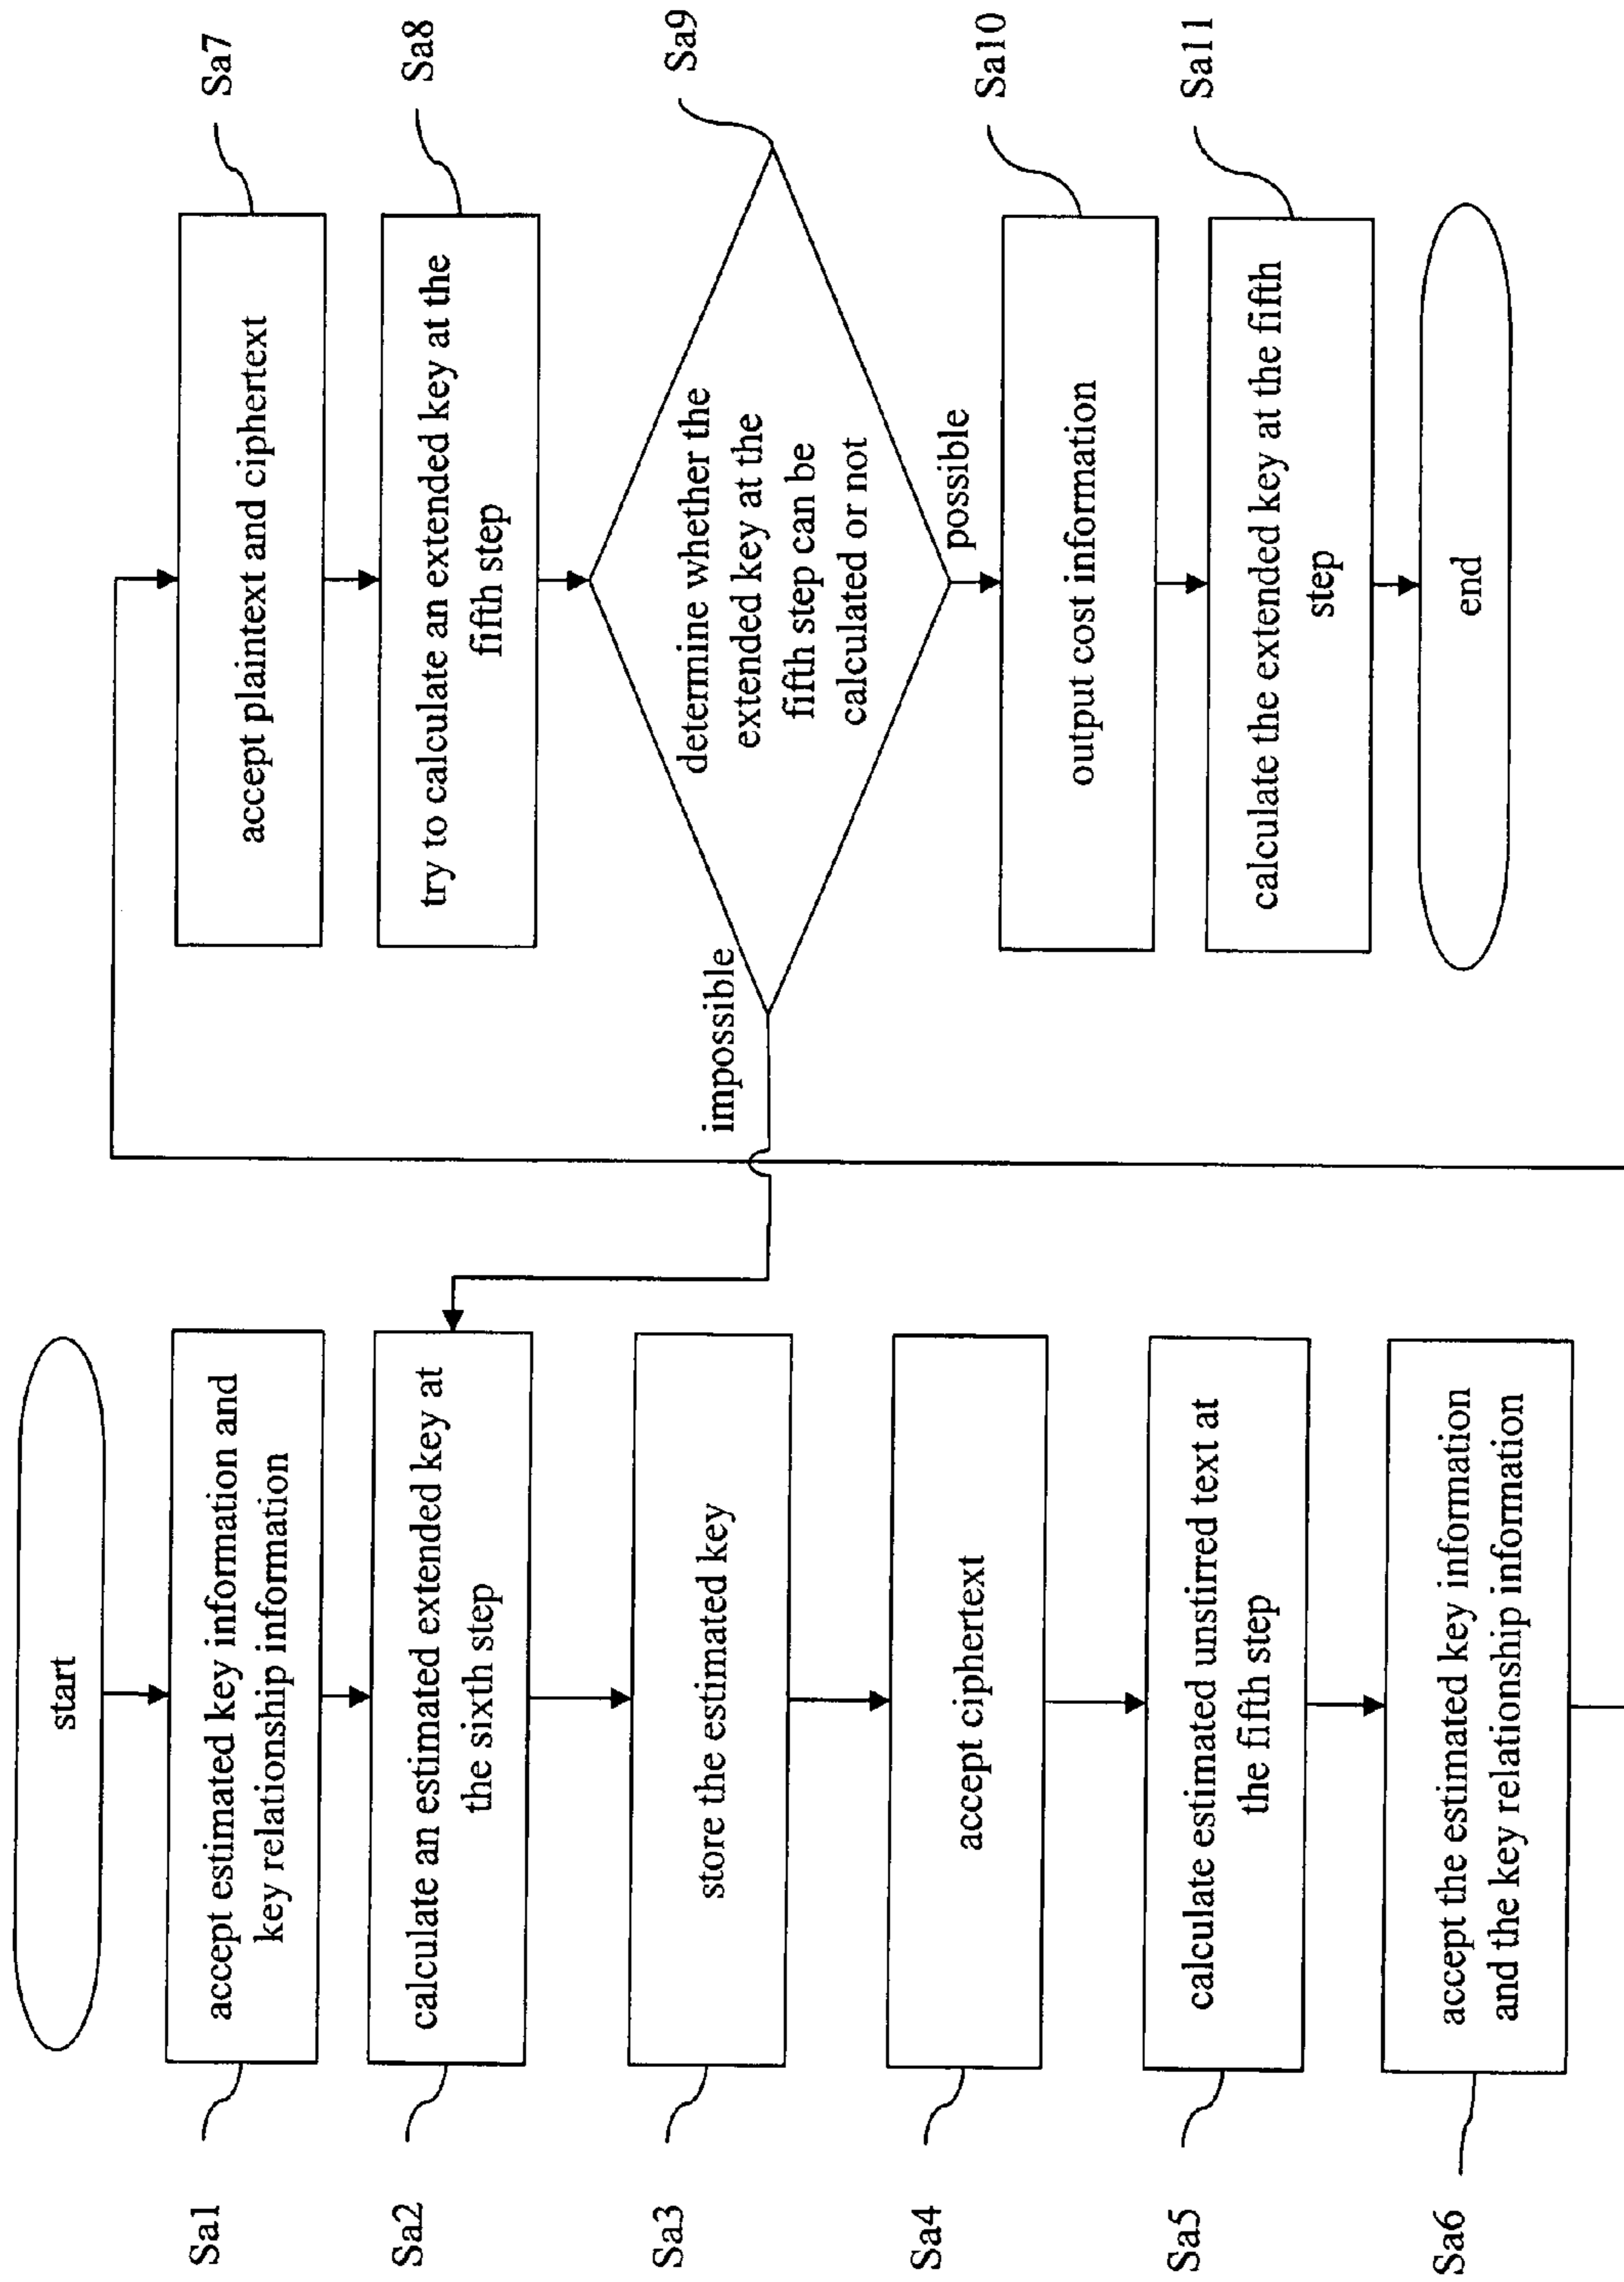 start
Sa1
accept estimated key information and
key relationship information
Sa2
calculate an estimated extended key at
the sixth step
Sa3
store the estimated key
Sa4
accept ciphertext
Sa5
calculate estimated unstirred text at
the fifth step
Sa6
accept the estimated key information
and the key relationship information
Sa7
accept plaintext and ciphertext
Sa8
try to calculate an extended key at the
fifth step
Sa9
determine whether the
extended key at the
fifth step can be
calculated or not
impossible
possible
Sa10
output cost information
Sa11
calculate the extended key at the fifth
step
end